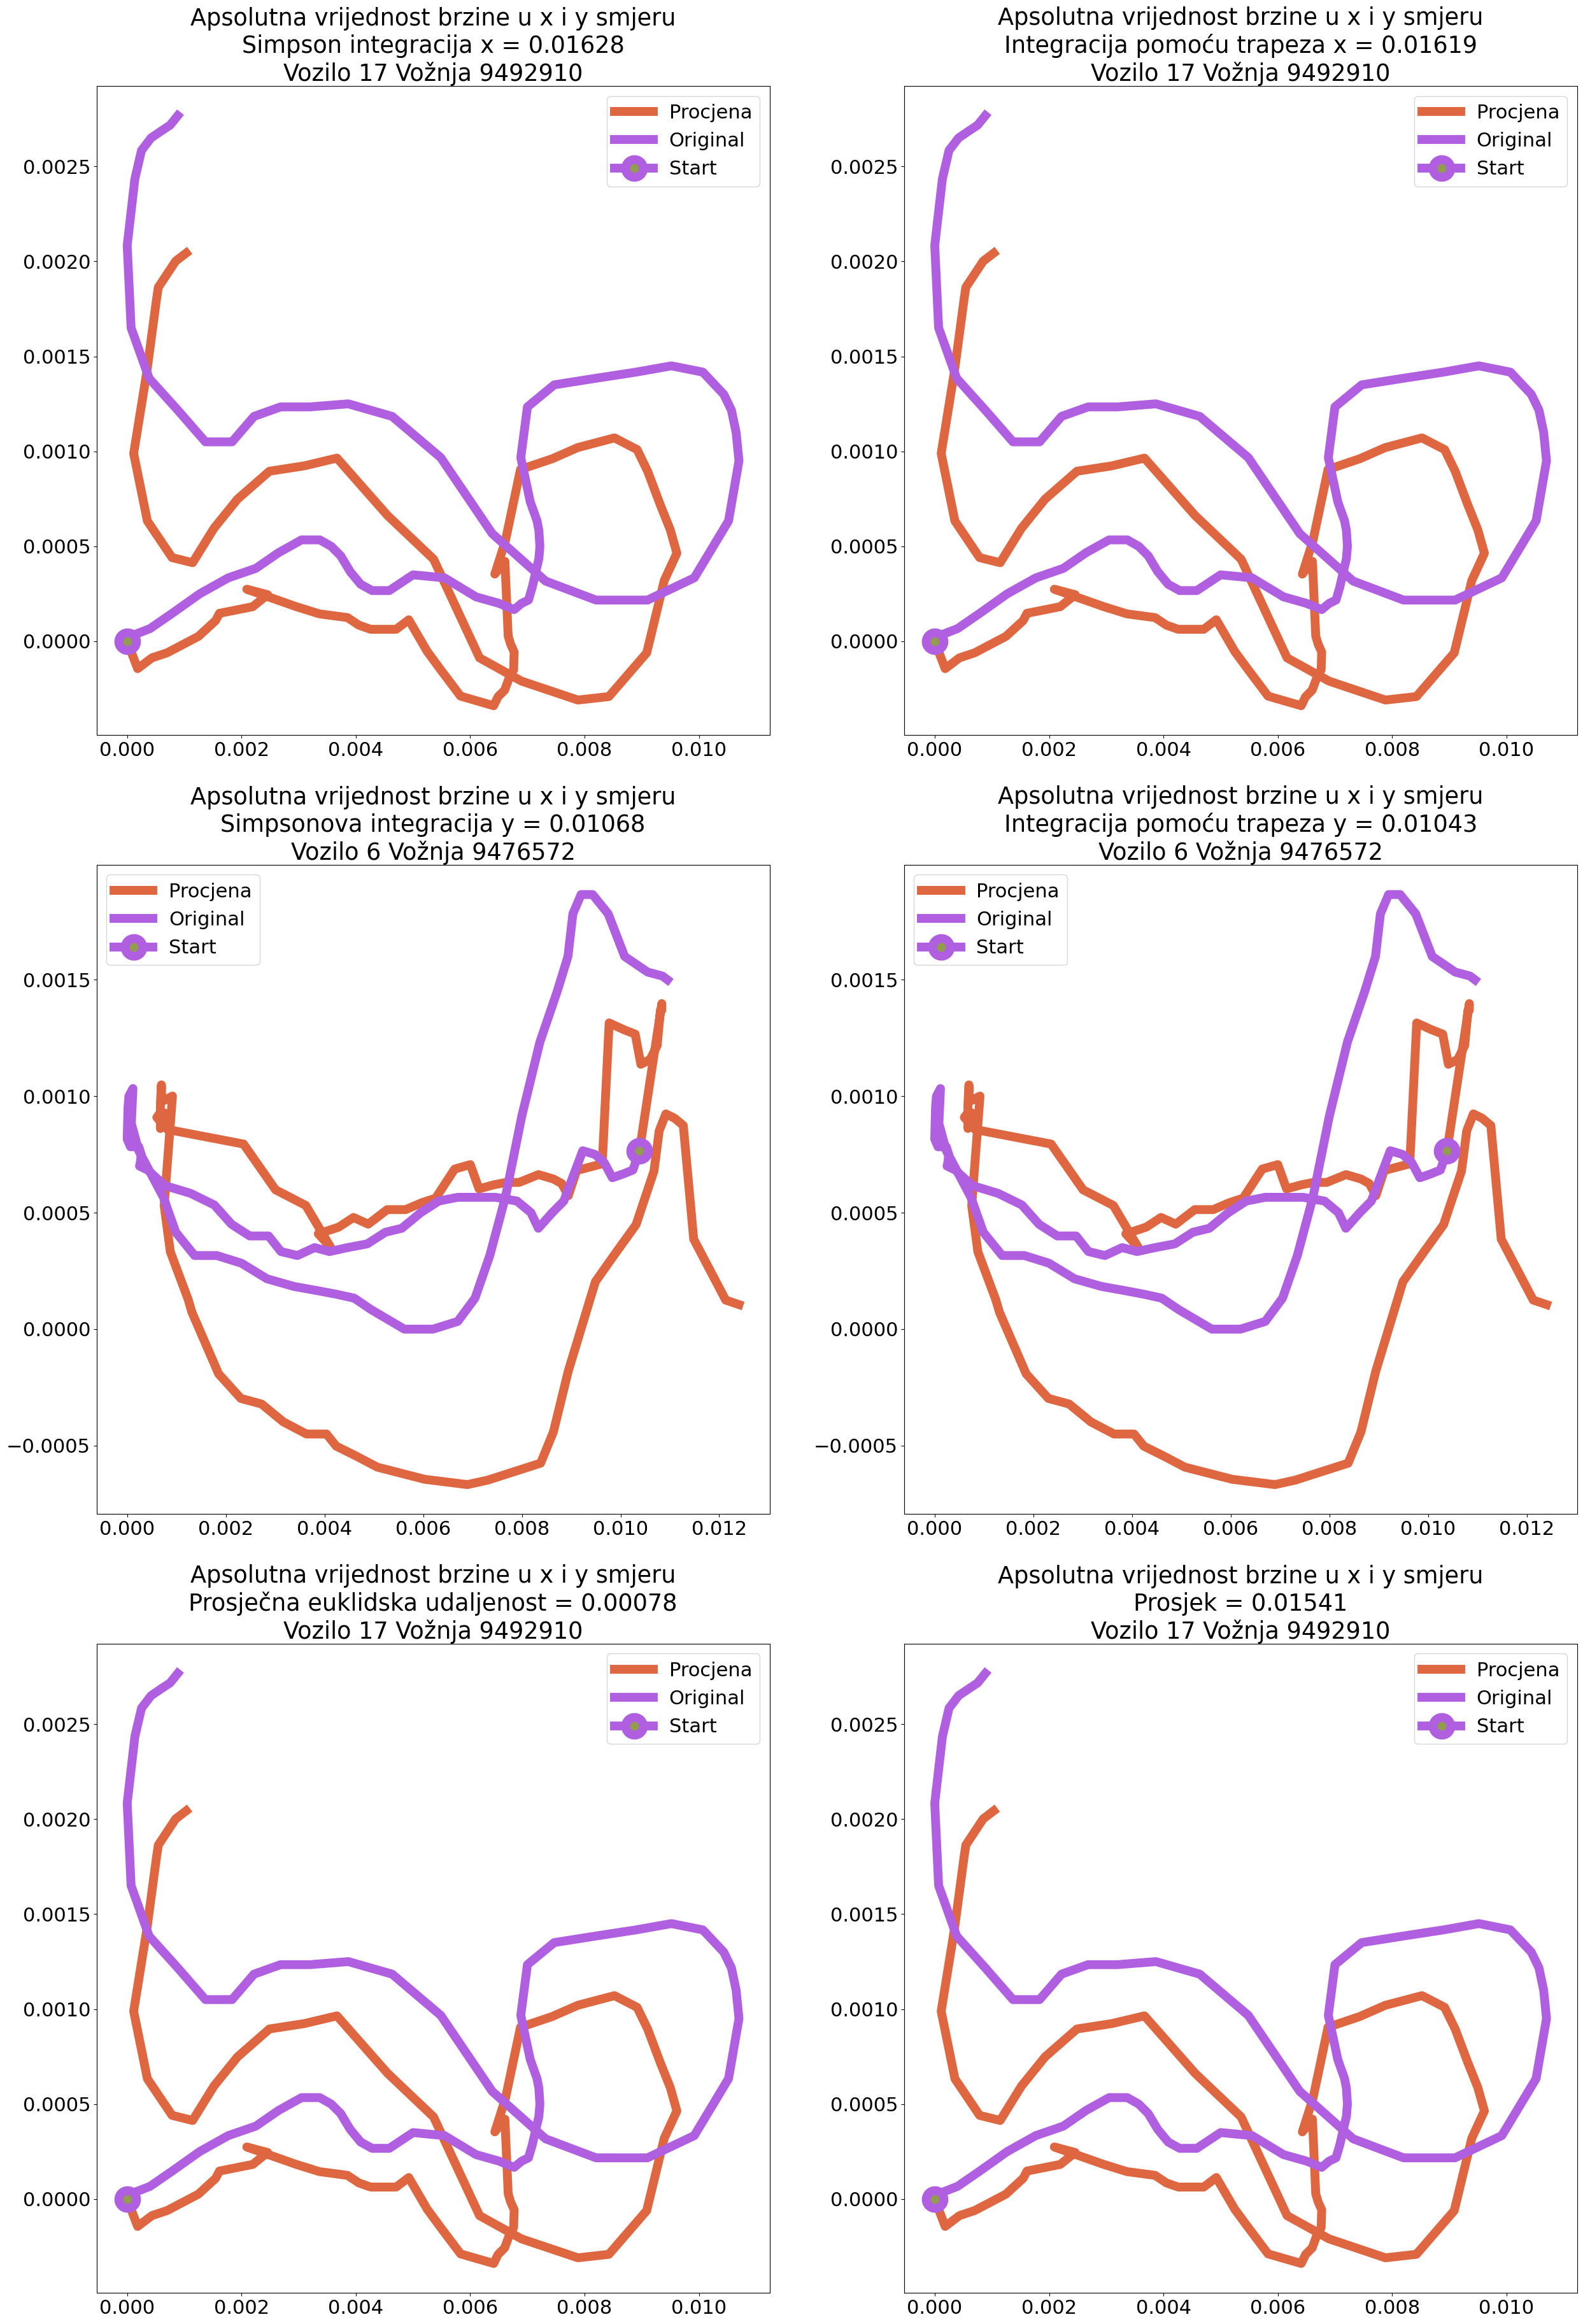 Apsolutna vrijednost brzine u x i y smjeru
Simpson integracija x = 0.01628
Vozilo 17 Vožnja 9492910
Procjena
Original
Start
0.0025
0.0020
0.0015
0.0010
0.0005
0.0000
0.000 0.002 0.004 0.006 0.008 0.010
Apsolutna vrijednost brzine u x i y smjeru
Integracija pomoću trapeza x = 0.01619
Vozilo 17 Vožnja 9492910
Procjena
Original
Start
0.0025
0.0020
0.0015
0.0010
0.0005
0.0000
0.000 0.002 0.004 0.006 0.008 0.010
Apsolutna vrijednost brzine u x i y smjeru
Simpsonova integracija y = 0.01068
Vozilo 6 Vožnja 9476572
Procjena
Original
Start
0.0015
0.0010
0.0005
0.0000
−0.0005
0.000 0.002 0.004 0.006 0.008 0.010 0.012
Apsolutna vrijednost brzine u x i y smjeru
Integracija pomoću trapeza y = 0.01043
Vozilo 6 Vožnja 9476572
Procjena
Original
Start
0.0015
0.0010
0.0005
0.0000
−0.0005
0.000 0.002 0.004 0.006 0.008 0.010 0.012
Apsolutna vrijednost brzine u x i y smjeru
Prosječna euklidska udaljenost = 0.00078
Vozilo 17 Vožnja 9492910
Procjena
Original
Start
0.0025
0.0020
0.0015
0.0010
0.0005
0.0000
0.000 0.002 0.004 0.006 0.008 0.010
Apsolutna vrijednost brzine u x i y smjeru
Prosjek = 0.01541
Vozilo 17 Vožnja 9492910
Procjena
Original
Start
0.0025
0.0020
0.0015
0.0010
0.0005
0.0000
0.000 0.002 0.004 0.006 0.008 0.010